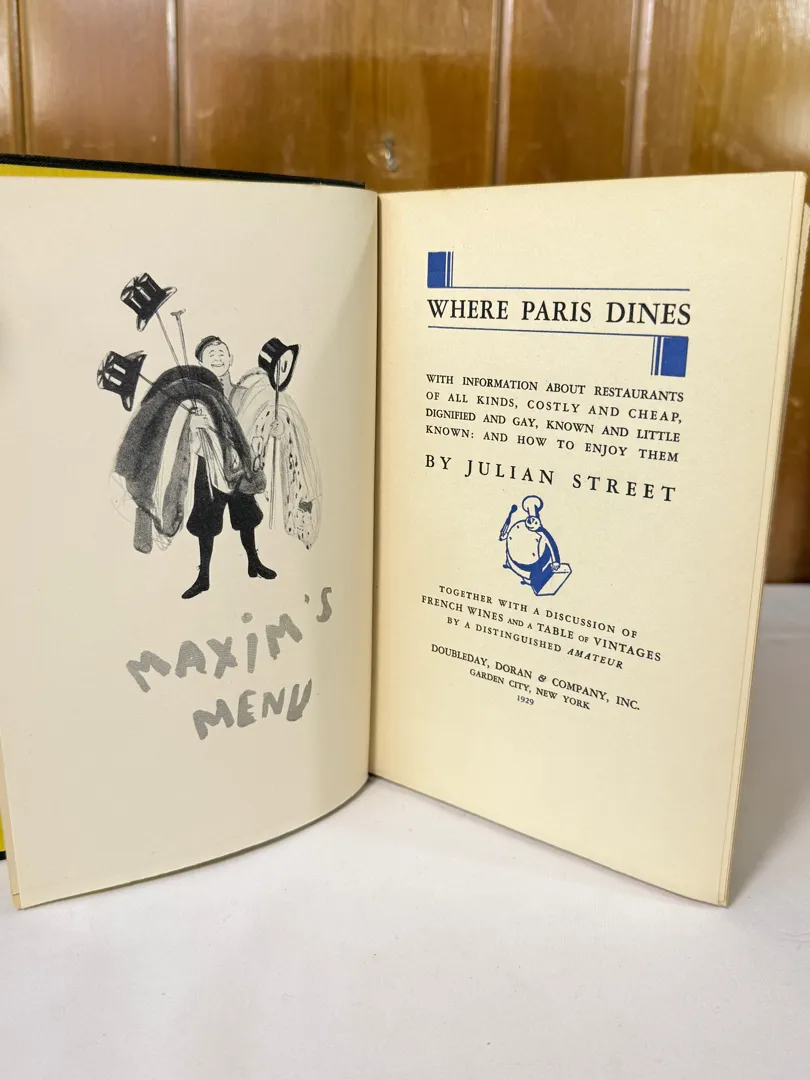 MAXIM'S
MENU
WHERE PARIS DINES
WITH INFORMATION ABOUT RESTAURANTS
OF ALL KINDS, COSTLY AND CHEAP,
DIGNIFIED AND GAY, KNOWN AND LITTLE
KNOWN: AND HOW TO ENJOY THEM
BY JULIAN STREET
TOGETHER WITH A DISCUSSION OF
FRENCH WINES AND A TABLE OF VINTAGES
BY A DISTINGUISHED AMATEUR
DOUBLEDAY, DORAN & COMPANY, INC.
GARDEN CITY, NEW YORK
1929